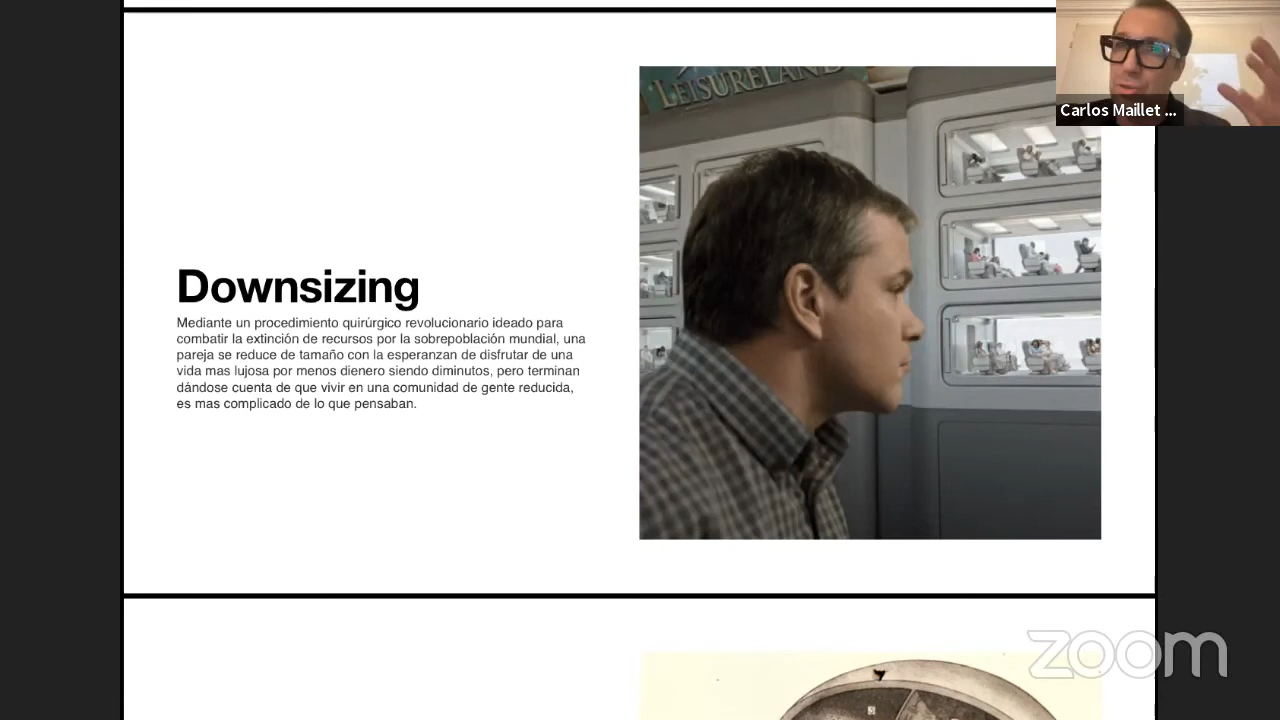 LEISURELAND
Carlos Maillet ...
Downsizing
Mediante un procedimiento quirúrgico revolucionario ideado para
combatir la extinción de recursos por la sobrepoblación mundial, una
pareja se reduce de tamaño con la esperanzan de disfrutar de una
vida mas lujosa por menos dienero siendo diminutos, pero terminan
dándose cuenta de que vivir en una comunidad de gente reducida,
es mas complicado de lo que pensaban.
zoom